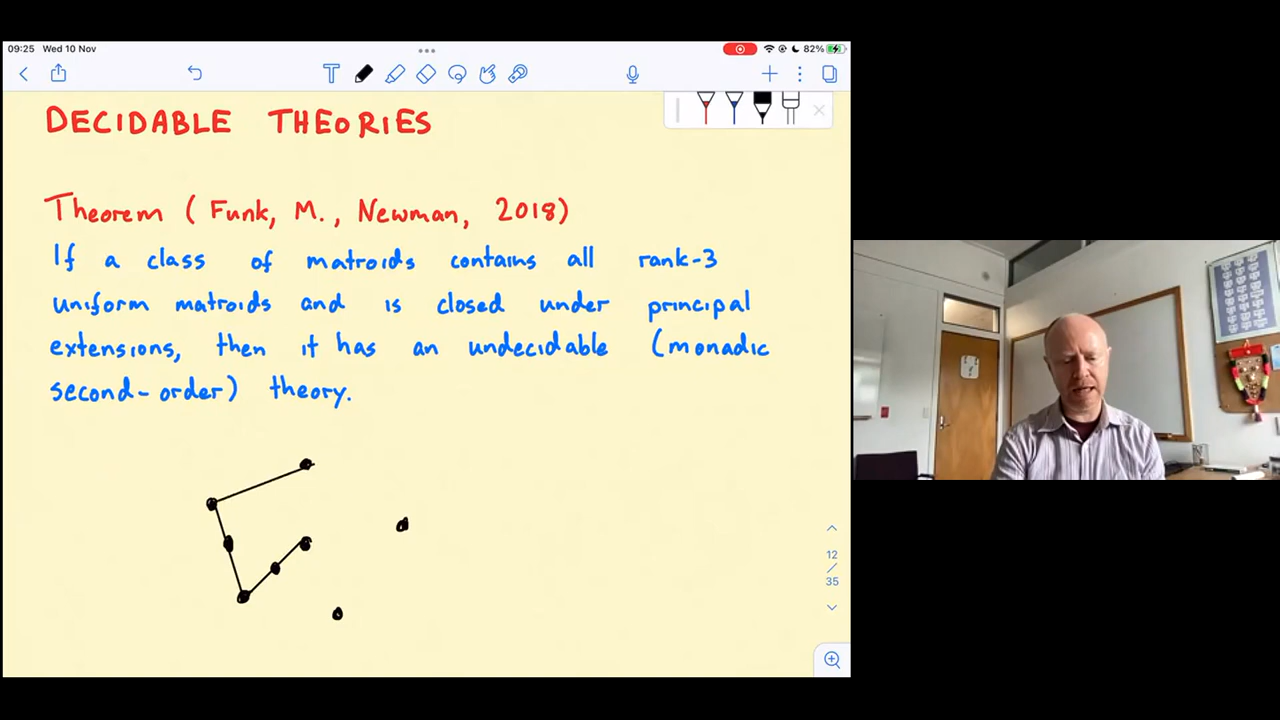 09:25 Wed 10 Nov
82%
DECIDABLE THEORIES
Theorem (Funk, M., Newman, 2018)
If a class of matroids contains all rank-3
uniform matroids and is closed under principal
extensions, then it has an undecidable (monadic
second-order) theory.
12
/
35